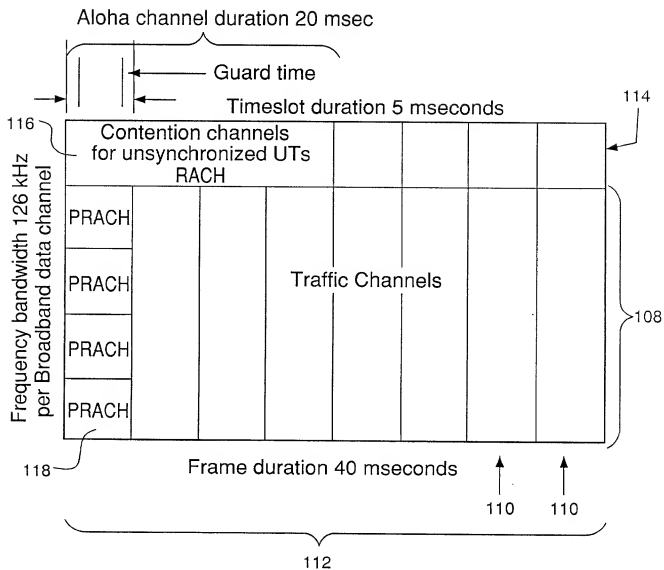 Aloha channel duration 20 msec
Guard time
Timeslot duration 5 mseconds
114
116
Contention channels
for unsynchronized UTs
RACH
Frequency bandwidth 126 kHz
per Broadband data channel
PRACH
PRACH
PRACH
PRACH
Traffic Channels
108
118
Frame duration 40 mseconds
110
110
112